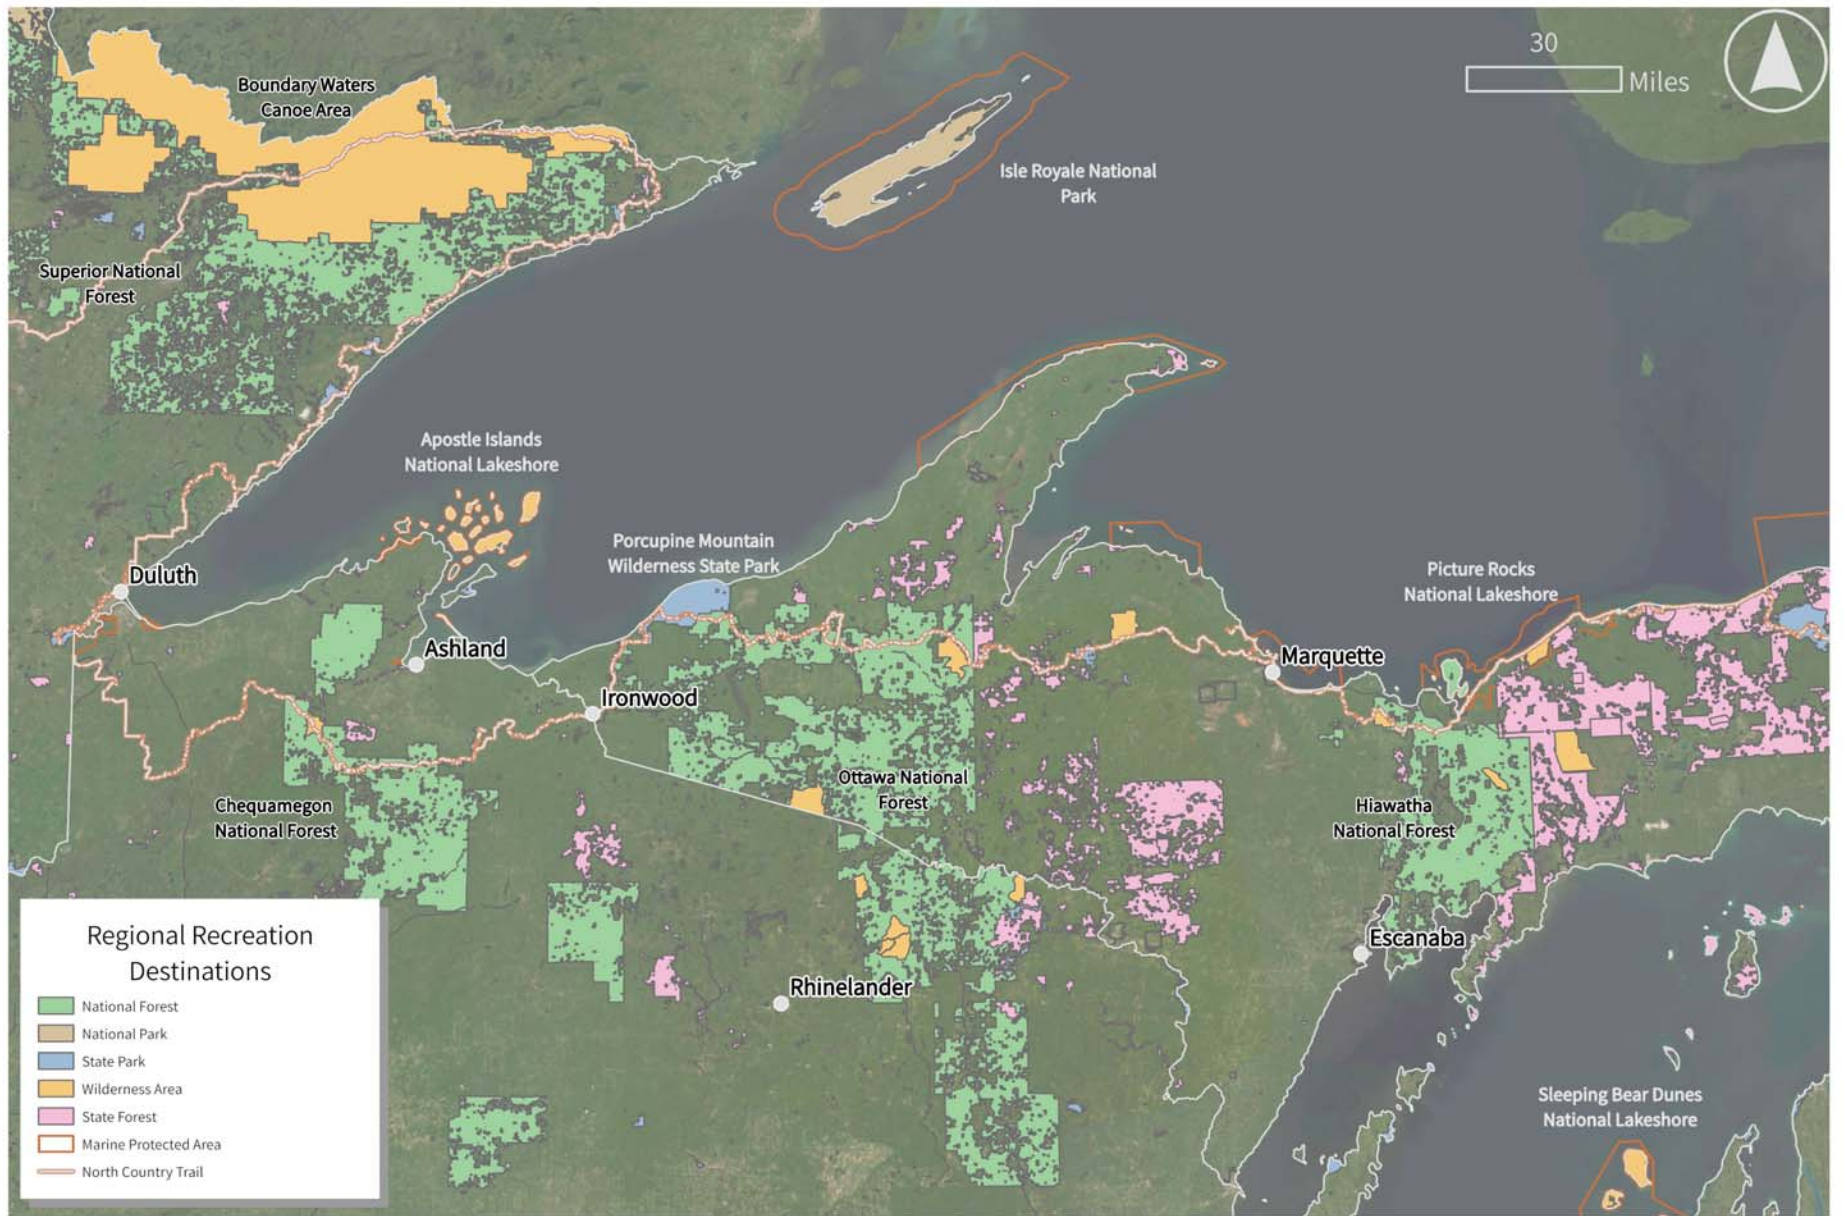 30
Miles
Boundary Waters
Canoe Area
Isle Royale National
Park
Superior National
Forest
Apostle Islands
National Lakeshore
Porcupine Mountain
Wilderness State Park
Picture Rocks
National Lakeshore
Duluth
Ashland
Marquette
Ironwood
Ottawa National
Forest
Chequamegon
National Forest
Hiawatha
National Forest
Escanaba
Rhinelander
Sleeping Bear Dunes
National Lakeshore
Regional Recreation
Destinations
National Forest
National Park
State Park
Wilderness Area
State Forest
Marine Protected Area
North Country Trail